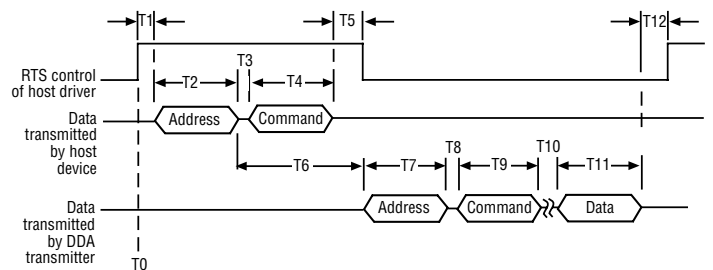 T1
T5
T12
T3
RTS control
of host driver
T2
T4
Data
transmitted
by host
device
Address
Command
T8
T10
T6
T7
T9
T11
Data
transmitted
by DDA
transmitter
Address
Command
Data
T0